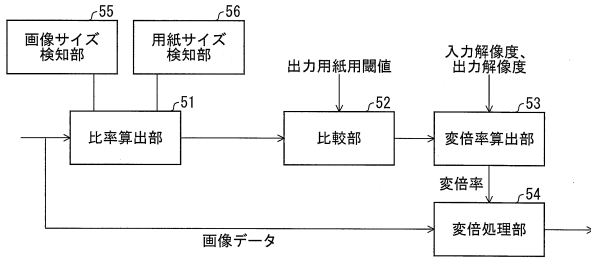 55
画像サイズ
検知部
56
用紙サイズ
検知部
出力用紙用閾値
入力解像度、
出力解像度
51
比率算出部
52
比較部
53
変倍率算出部
変倍率
54
変倍処理部
画像データ